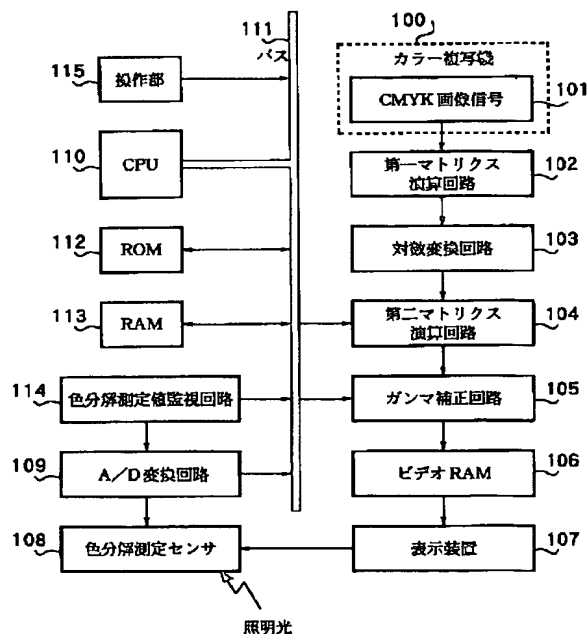 100
111
バス
カラー複写機
115
操作部
CMYK 画像信号
101
110
CPU
第一マトリクス
演算回路
102
112
ROM
対数変換回路
103
113
RAM
第二マトリクス
演算回路
104
114
色分解測定値監視回路
ガンマ補正回路
105
109
A/D 変換回路
ビデオ RAM
106
108
色分解測定センサ
表示装置
107
照明光